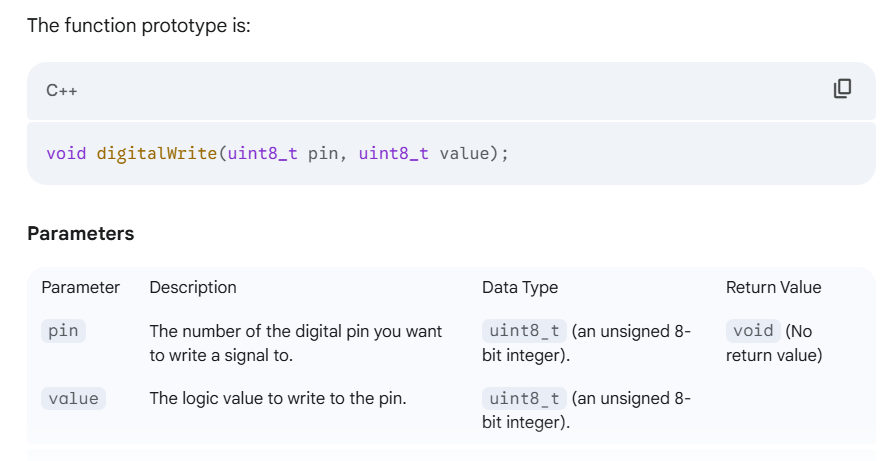 The function prototype is:
C++
void digitalWrite(uint8_t pin, uint8_t value);
Parameters
Parameter Description Data Type Return Value
pin The number of the digital pin you want uint8_t (an unsigned 8- void (No
to write a signal to. bit integer). return value)
value The logic value to write to the pin. uint8_t (an unsigned 8-
bit integer).